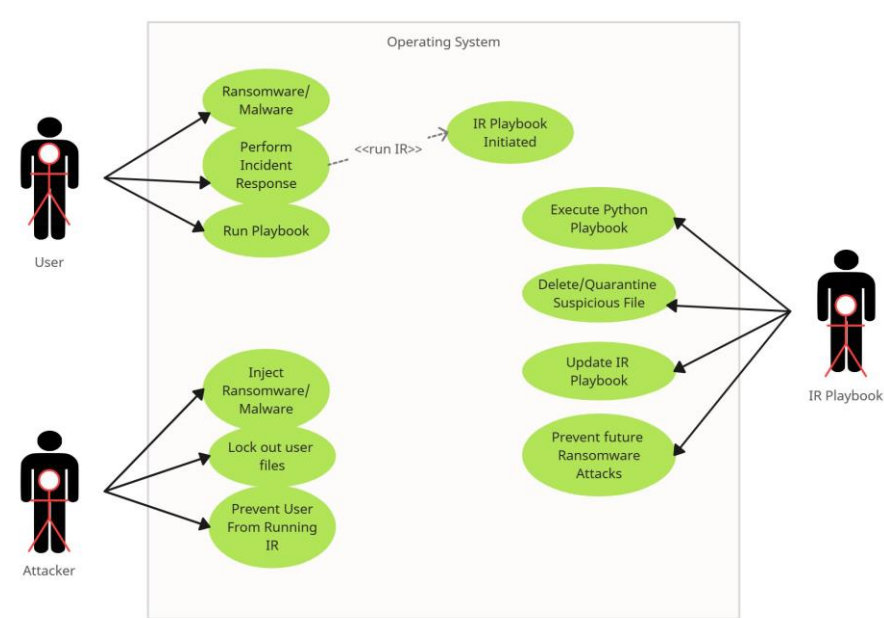 Operating System
Ransomware/
Malware
Perform
Incident
Response
<<run IR>>
IR Playbook
Initiated
Run Playbook
User
Execute Python
Playbook
Delete/Quarantine
Suspicious File
Update IR
Playbook
Prevent future
Ransomware
Attacks
IR Playbook
Inject
Ransomware/
Malware
Lock out user
files
Prevent User
From Running
IR
Attacker